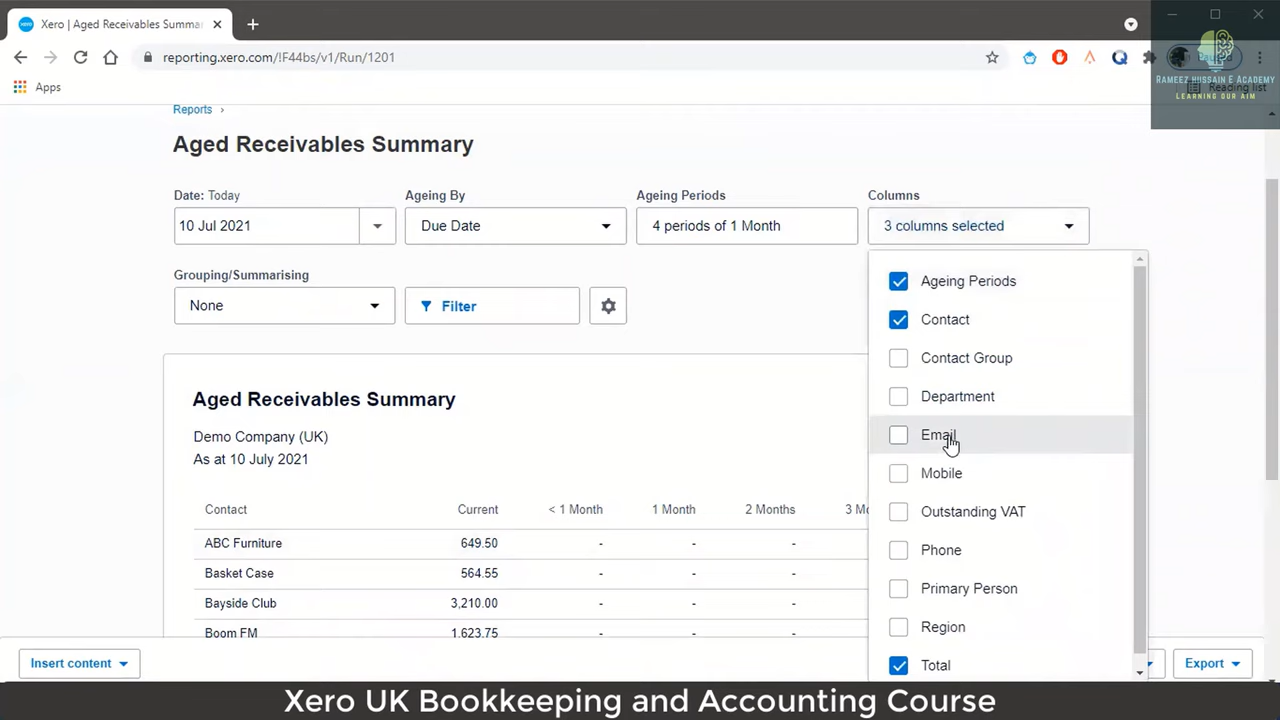 Xero | Aged Receivables Summa
reporting.xero.com/!F44bs/v1/Run/1201
Apps
Reading list
RAMEEZ HUSSAIN E ACADEMY
LEARNING OUR AIM
Reports >
Aged Receivables Summary
Date: Today
Ageing By
Ageing Periods
Columns
10 Jul 2021
Due Date
4 periods of 1 Month
3 columns selected
Grouping/Summarising
None
Filter
Ageing Periods
Contact
Contact Group
Department
Email
Mobile
Outstanding VAT
Phone
Primary Person
Region
Total
Aged Receivables Summary
Demo Company (UK)
As at 10 July 2021
Contact Current < 1 Month 1 Month 2 Months 3 Mo
ABC Furniture 649.50 - - -
Basket Case 564.55 - - -
Bayside Club 3,210.00 - - -
Boom FM 1,623.75 - - -
Insert content
Export
Xero UK Bookkeeping and Accounting Course